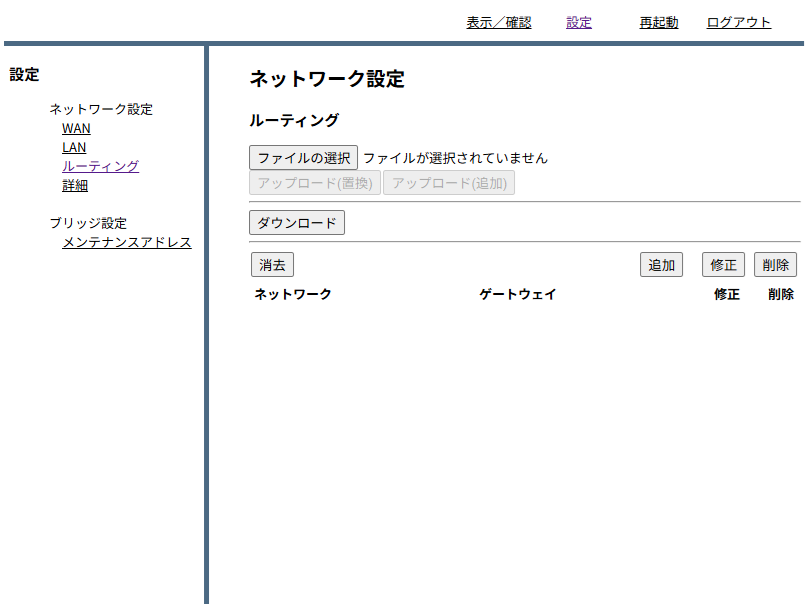 表示／確認 設定 再起動 ログアウト
設定
ネットワーク設定
WAN
LAN
ルーティング
詳細
ブリッジ設定
メンテナンスアドレス
ネットワーク設定
ルーティング
ファイルの選択 ファイルが選択されていません
アップロード(置換) アップロード(追加)
ダウンロード
消去 追加 修正 削除
ネットワーク ゲートウェイ 修正 削除